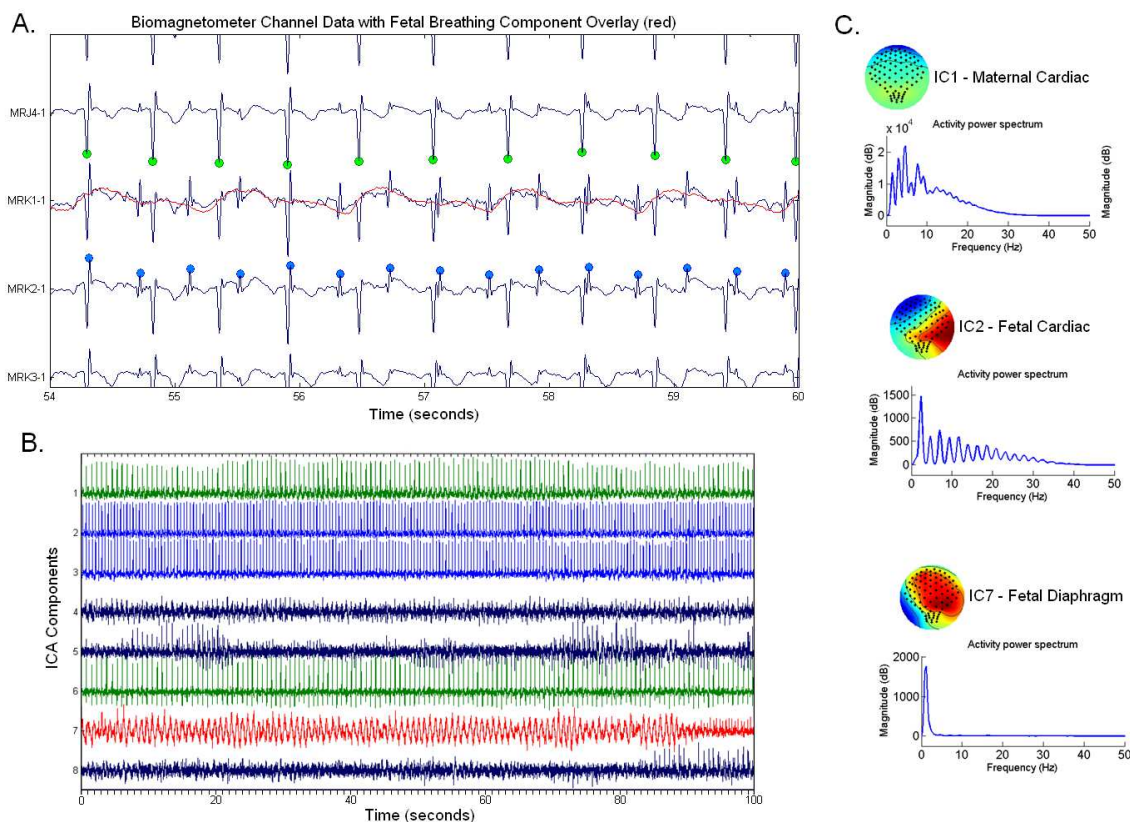 A.
Biomagnetometer Channel Data with Fetal Breathing Component Overlay (red)
MRJ4-1
MRK1-1
MRK2-1
MRK3-1
54 55 56 57 58 59 60
Time (seconds)
B.
ICA Components
1
2
3
4
5
6
7
8
0 20 40 60 80 100
Time (seconds)
C.
IC1 - Maternal Cardiac
Activity power spectrum
x 10^4
Magnitude (dB)
2
1
0
0 10 20 30 40 50
Frequency (Hz)
Magnitude (dB)
IC2 - Fetal Cardiac
Activity power spectrum
Magnitude (dB)
1500
1000
500
0
0 10 20 30 40 50
Frequency (Hz)
IC7 - Fetal Diaphragm
Activity power spectrum
Magnitude (dB)
2000
1000
0
0 10 20 30 40 50
Frequency (Hz)